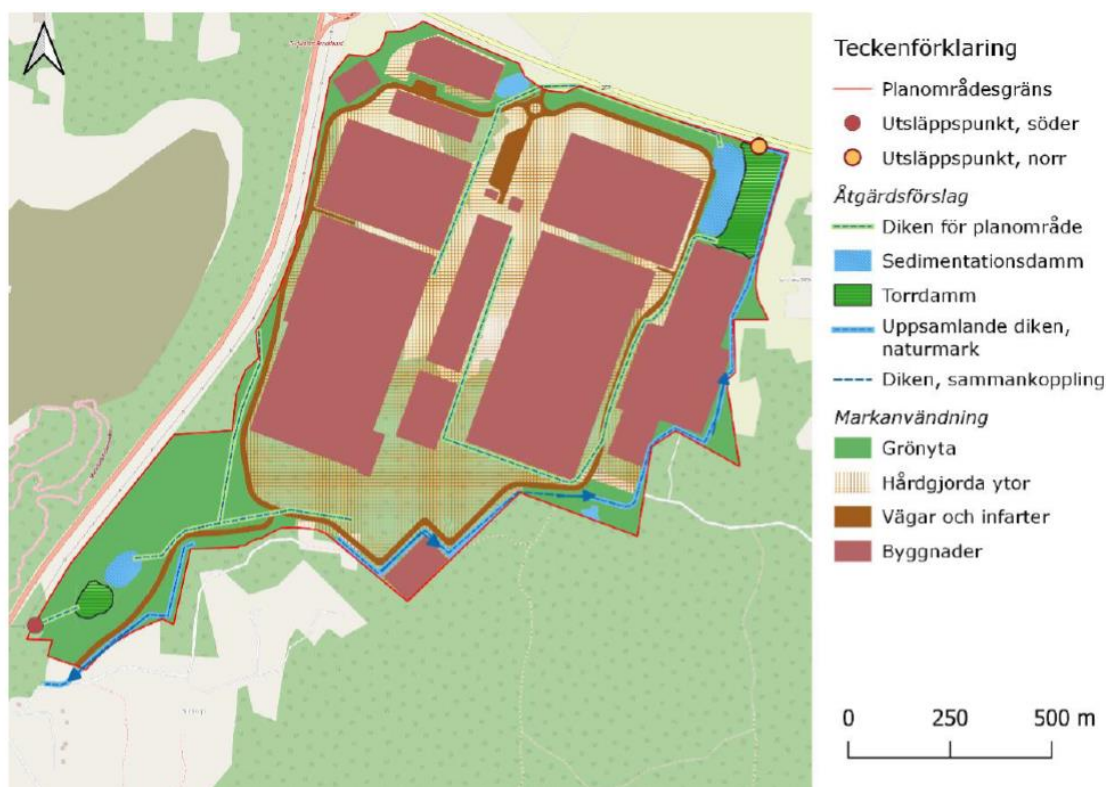 Teckenförklaring
Planområdesgräns
Utsläppspunkt, söder
Utsläppspunkt, norr
Åtgärdsförslag
Diken för planområde
Sedimentationsdamm
Torrdamm
Uppsamlande diken,
naturmark
Diken, sammankoppling
Markanvändning
Grönyta
Hårdgjorda ytor
Vägar och infarter
Byggnader
0 250 500 m